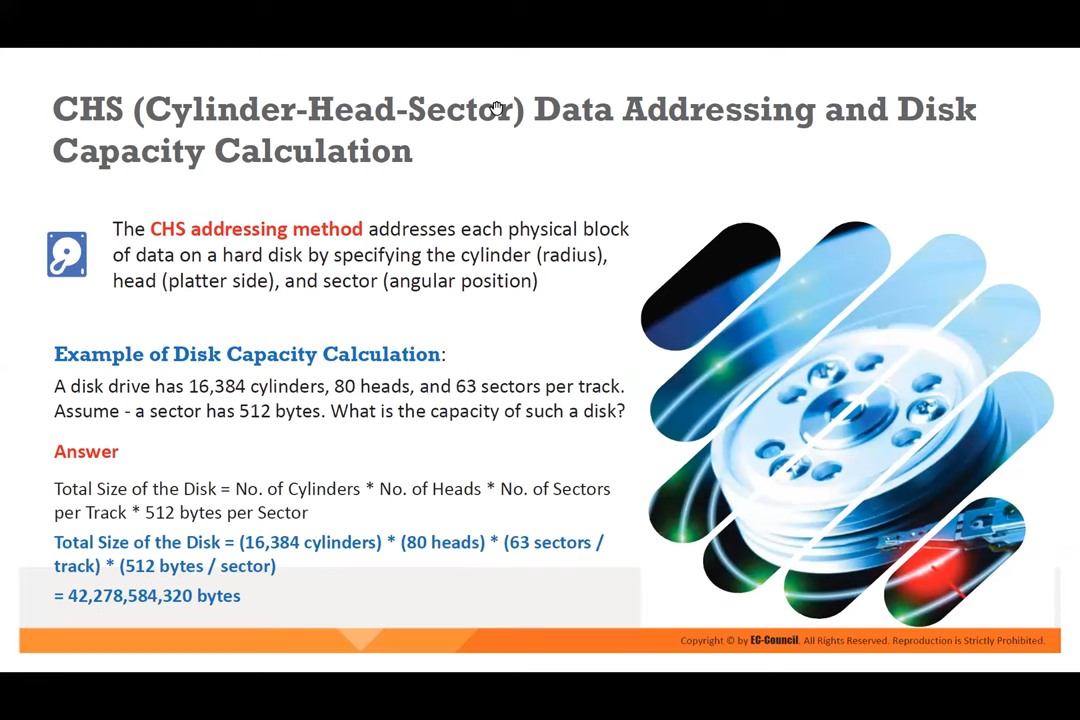 CHS (Cylinder-Head-Sector) Data Addressing and Disk
Capacity Calculation
The CHS addressing method addresses each physical block
of data on a hard disk by specifying the cylinder (radius),
head (platter side), and sector (angular position)
Example of Disk Capacity Calculation:
A disk drive has 16,384 cylinders, 80 heads, and 63 sectors per track.
Assume - a sector has 512 bytes. What is the capacity of such a disk?
Answer
Total Size of the Disk = No. of Cylinders * No. of Heads * No. of Sectors
per Track * 512 bytes per Sector
Total Size of the Disk = (16,384 cylinders) * (80 heads) * (63 sectors /
track) * (512 bytes / sector)
= 42,278,584,320 bytes
Copyright © by EC-Council. All Rights Reserved. Reproduction is Strictly Prohibited.